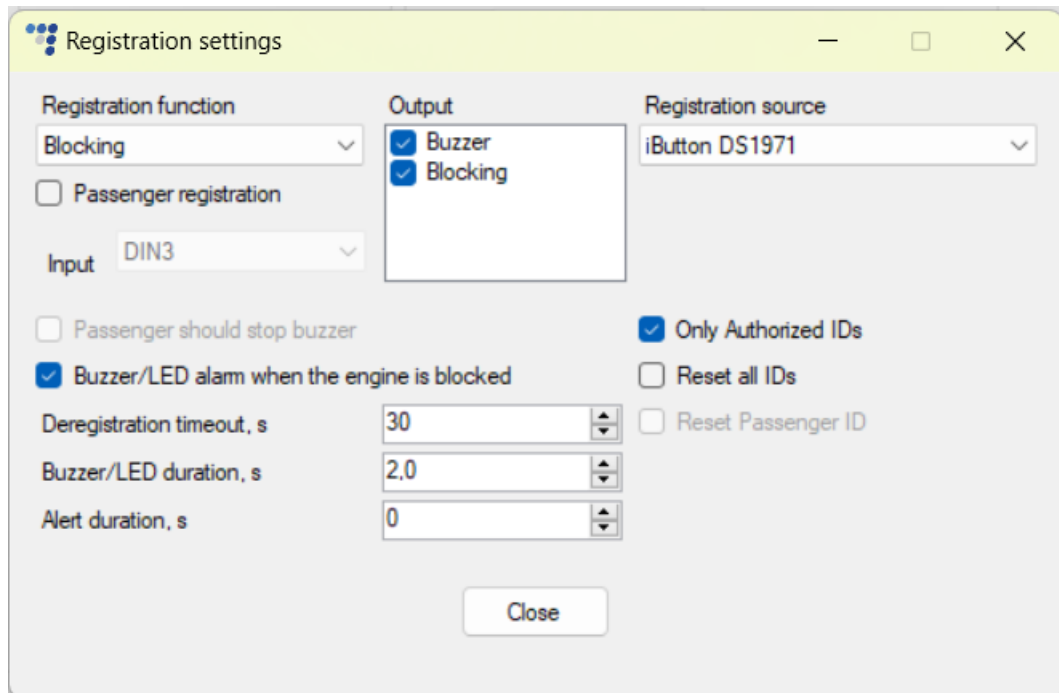 Registration settings
Registration function
Output
Registration source
Blocking
Buzzer
Blocking
iButton DS1971
Passenger registration
Input
DIN3
Passenger should stop buzzer
Only Authorized IDs
Buzzer/LED alarm when the engine is blocked
Reset all IDs
Deregistration timeout, s
30
Reset Passenger ID
Buzzer/LED duration, s
2,0
Alert duration, s
0
Close